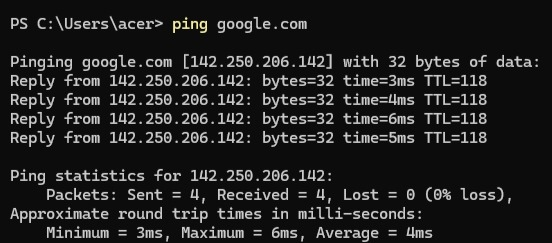 PS C:\Users\acer> ping google.com
Pinging google.com [142.250.206.142] with 32 bytes of data:
Reply from 142.250.206.142: bytes=32 time=3ms TTL=118
Reply from 142.250.206.142: bytes=32 time=4ms TTL=118
Reply from 142.250.206.142: bytes=32 time=6ms TTL=118
Reply from 142.250.206.142: bytes=32 time=5ms TTL=118
Ping statistics for 142.250.206.142:
    Packets: Sent = 4, Received = 4, Lost = 0 (0% loss),
Approximate round trip times in milli-seconds:
    Minimum = 3ms, Maximum = 6ms, Average = 4ms